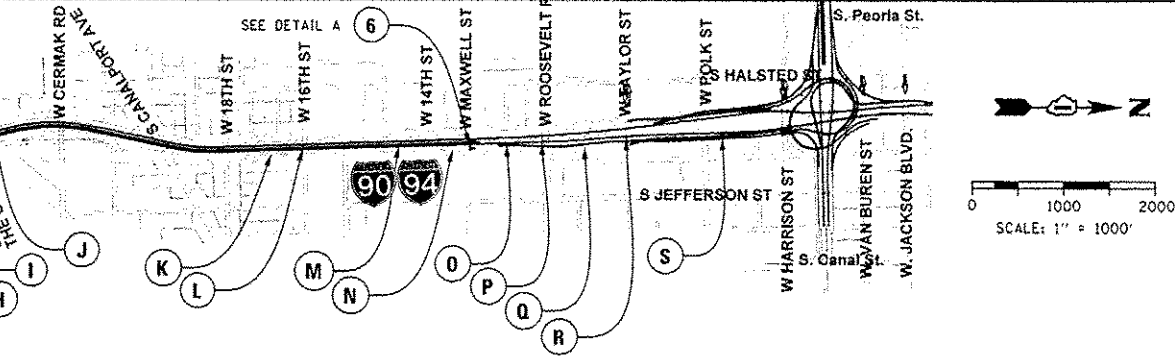 W CERMAK RD
S CANALPORT AVE
SEE DETAIL A
6
W 18TH ST
W 16TH ST
W 14TH ST
W MAXWELL ST
W ROOSEVELT
W TAYLOR ST
W POLK ST
S HALSTED ST
S. Peoria St.
90
94
S JEFFERSON ST
W HARRISON ST
S. Canal St.
W VAN BUREN ST
W. JACKSON BLVD.
N
0 1000 2000
SCALE: 1" = 1000'
THE
H
I
J
K
L
M
N
O
P
Q
R
S